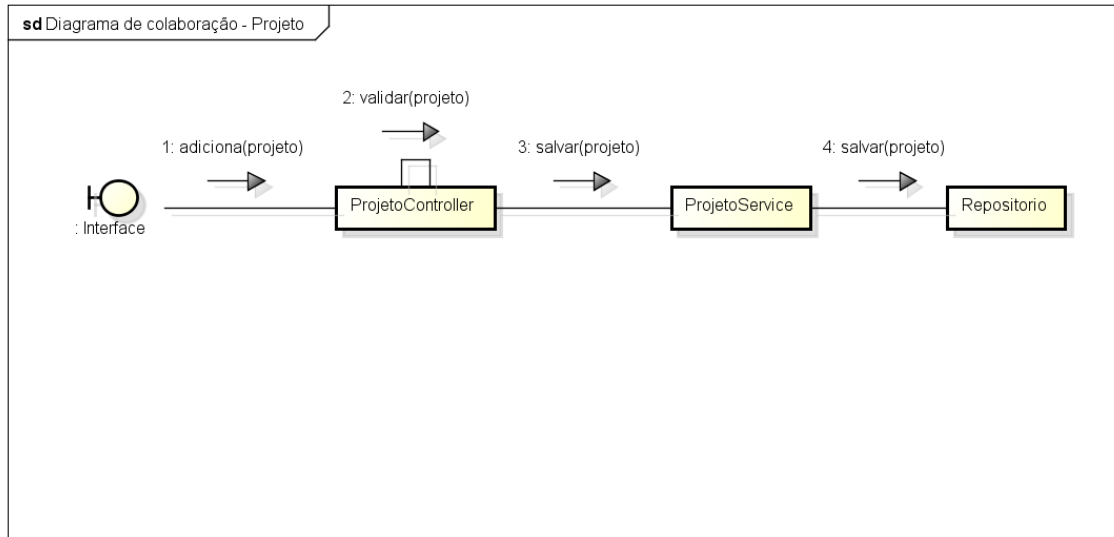 sd Diagrama de colaboração - Projeto
2: validar(projeto)
1: adiciona(projeto)
3: salvar(projeto)
4: salvar(projeto)
ProjetoController
ProjetoService
Repositorio
: Interface